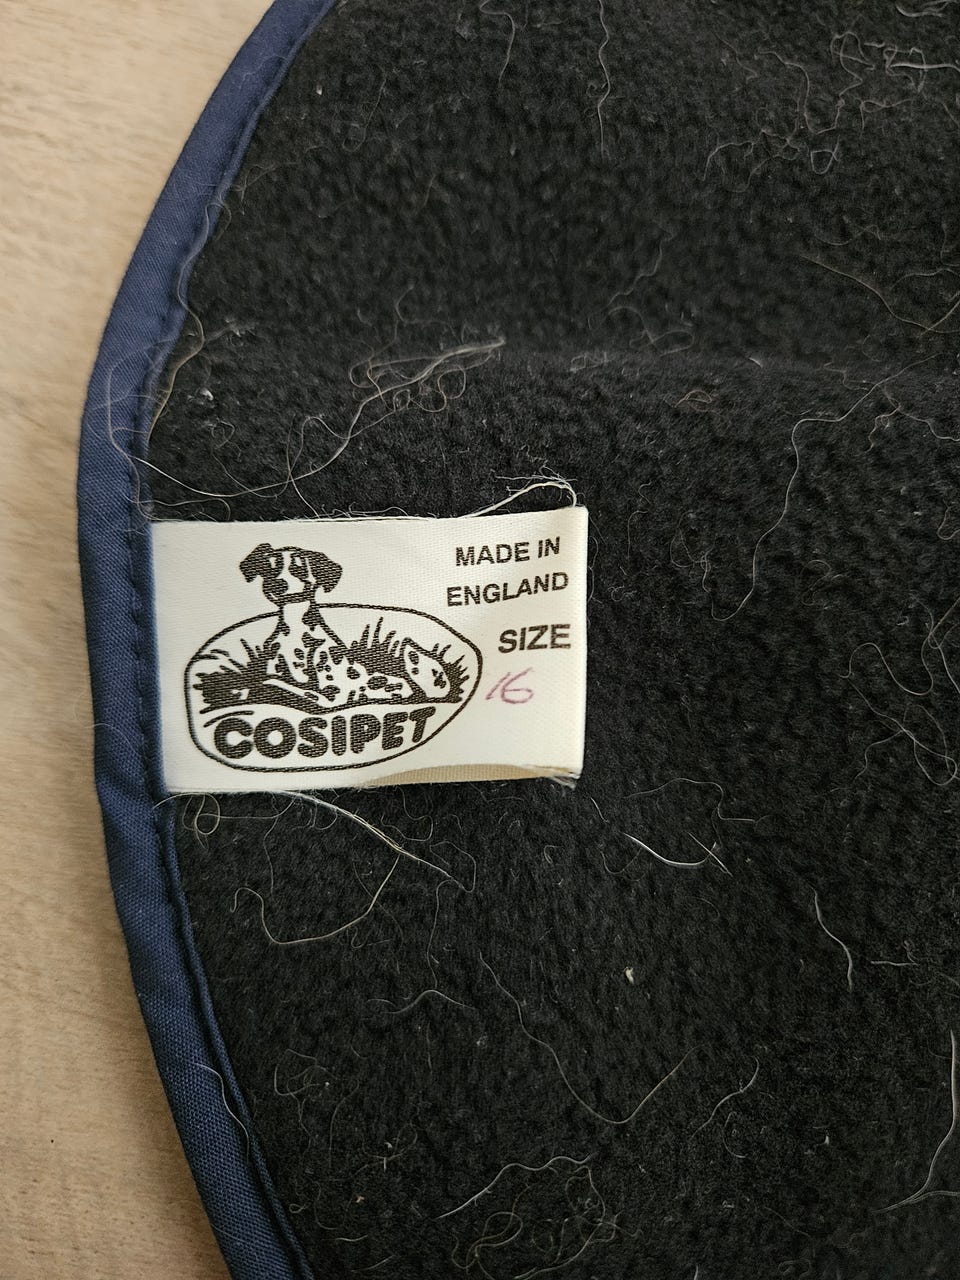 MADE IN
ENGLAND
SIZE
16
COSIPET